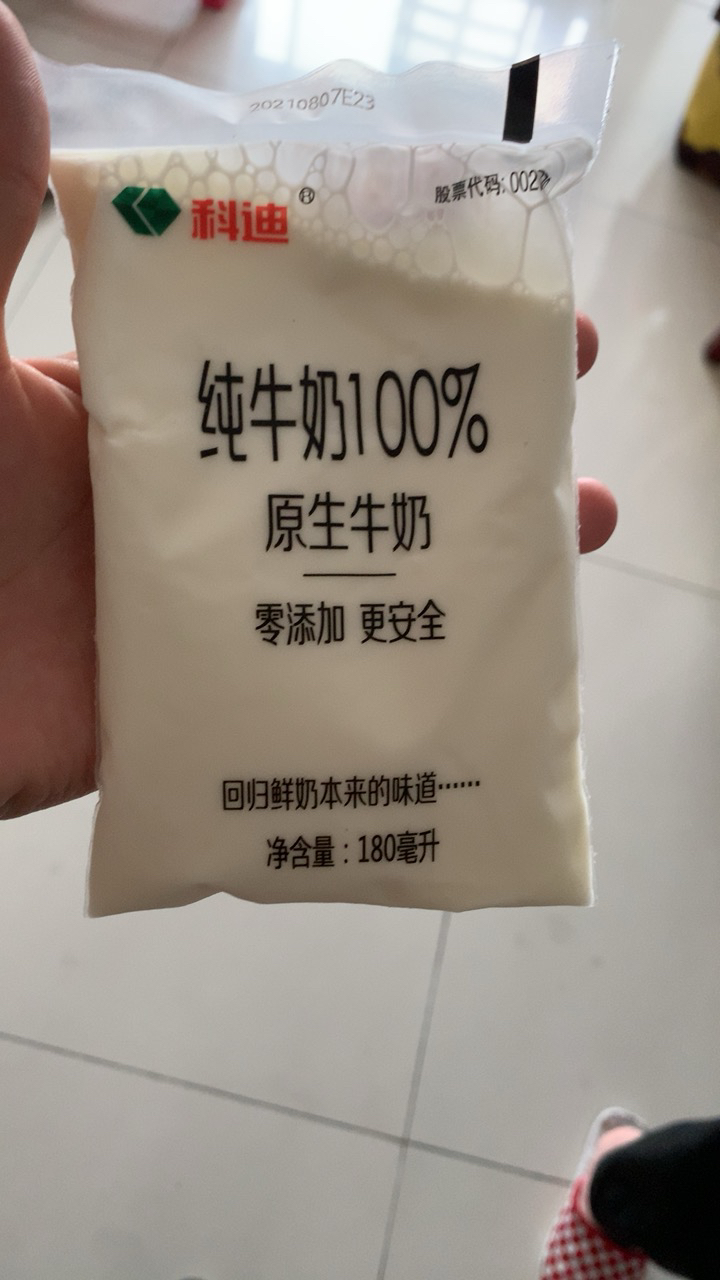 20210807E23
科迪®
股票代码:002
纯牛奶100%
原生牛奶
零添加 更安全
回归鲜奶本来的味道……
净含量:180毫升